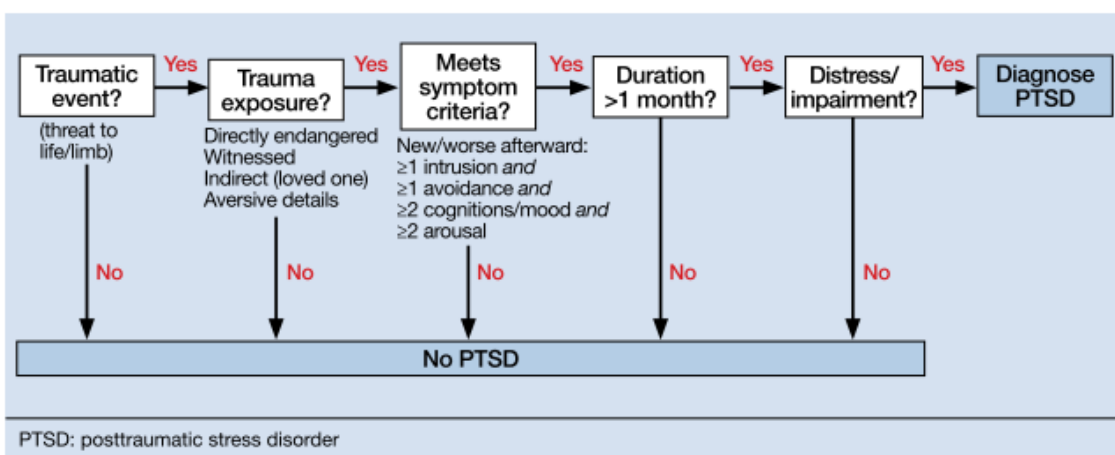 Traumatic
event?
(threat to
life/limb)
Yes
Trauma
exposure?
Directly endangered
Witnessed
Indirect (loved one)
Aversive details
Yes
Meets
symptom
criteria?
New/worse afterward:
≥1 intrusion and
≥1 avoidance and
≥2 cognitions/mood and
≥2 arousal
Yes
Duration
>1 month?
Yes
Distress/
impairment?
Yes
Diagnose
PTSD
No
No
No
No
No
No PTSD
PTSD: posttraumatic stress disorder